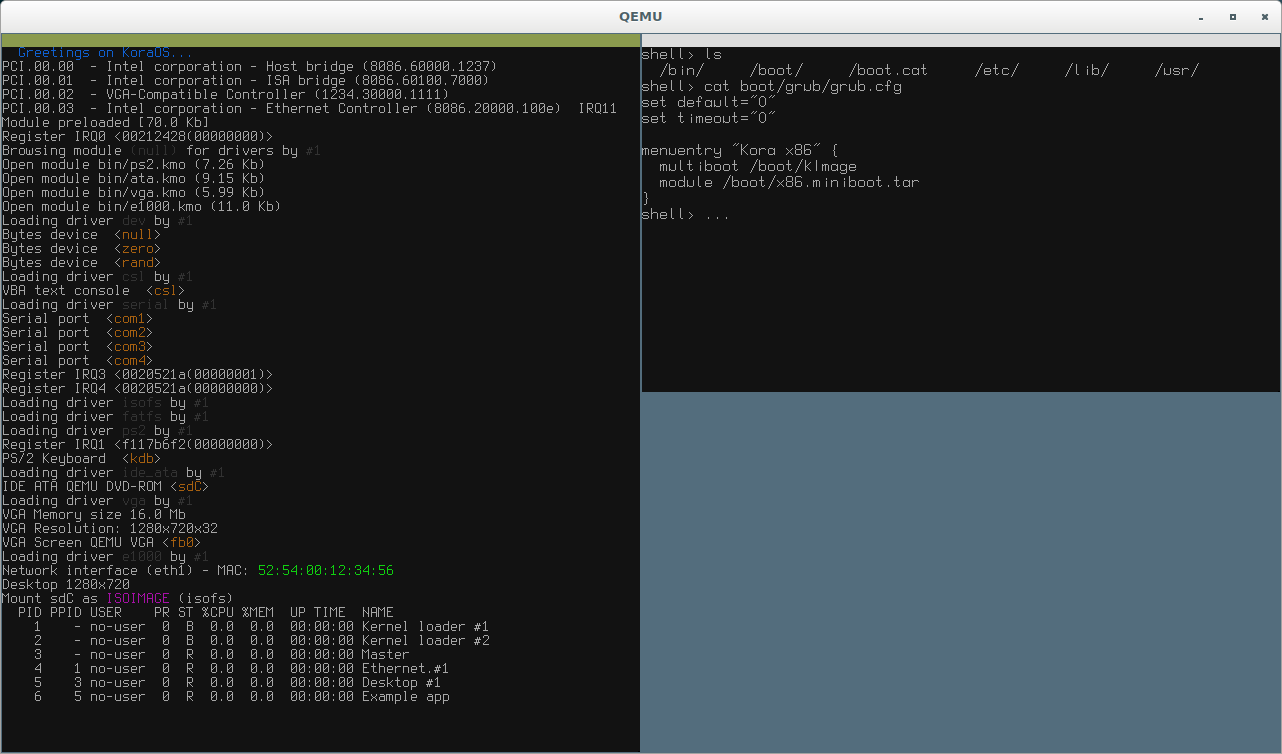 QEMU
Greetings on KoraOS...
PCI.00.00 - Intel corporation - Host bridge (8086.60000.1237)
PCI.00.01 - Intel corporation - ISA bridge (8086.60100.7000)
PCI.00.02 - VGA-Compatible Controller (1234.30000.1111)
PCI.00.03 - Intel corporation - Ethernet Controller (8086.20000.100e) IRQ11
Module preloaded [70.0 Kb]
Register IRQ0 <00212428(00000000)>
Browsing module (null) for drivers by #1
Open module bin/ps2.kmo (7.26 Kb)
Open module bin/ata.kmo (9.15 Kb)
Open module bin/vga.kmo (5.99 Kb)
Open module bin/e1000.kmo (11.0 Kb)
Loading driver dev by #1
Bytes device <null>
Bytes device <zero>
Bytes device <rand>
Loading driver csl by #1
VBA text console <csl>
Loading driver serial by #1
Serial port <com1>
Serial port <com2>
Serial port <com3>
Serial port <com4>
Register IRQ3 <0020521a(00000001)>
Register IRQ4 <0020521a(00000000)>
Loading driver isofs by #1
Loading driver fatfs by #1
Loading driver ps2 by #1
Register IRQ1 <f117b6f2(00000000)>
PS/2 Keyboard <kdb>
Loading driver ide_ata by #1
IDE ATA QEMU DVD-ROM <sdC>
Loading driver vga by #1
VGA Memory size 16.0 Mb
VGA Resolution: 1280x720x32
VGA Screen QEMU VGA <fb0>
Loading driver e1000 by #1
Network interface (eth1) - MAC: 52:54:00:12:34:56
Desktop 1280x720
Mount sdC as ISOIMAGE (isofs)
PID PPID USER PR ST %CPU %MEM UP TIME NAME
1 - no-user 0 B 0.0 0.0 00:00:00 Kernel loader #1
2 - no-user 0 B 0.0 0.0 00:00:00 Kernel loader #2
3 - no-user 0 R 0.0 0.0 00:00:00 Master
4 1 no-user 0 R 0.0 0.0 00:00:00 Ethernet.#1
5 3 no-user 0 R 0.0 0.0 00:00:00 Desktop #1
6 5 no-user 0 R 0.0 0.0 00:00:00 Example app
shell> ls
/bin/ /boot/ /boot.cat /etc/ /lib/ /usr/
shell> cat boot/grub/grub.cfg
set default="0"
set timeout="0"
menuentry "Kora x86" {
multiboot /boot/KImage
module /boot/x86.miniboot.tar
}
shell> ...